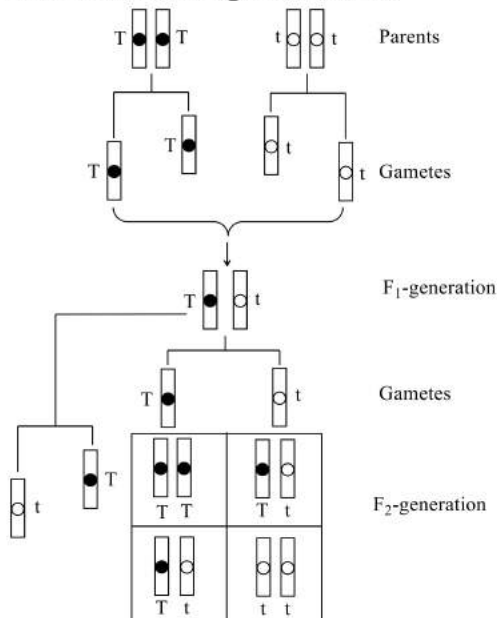 T T t t Parents
T T t t Gametes
T t F₁-generation
T t Gametes
t T T T T t F₂-generation
T t t t